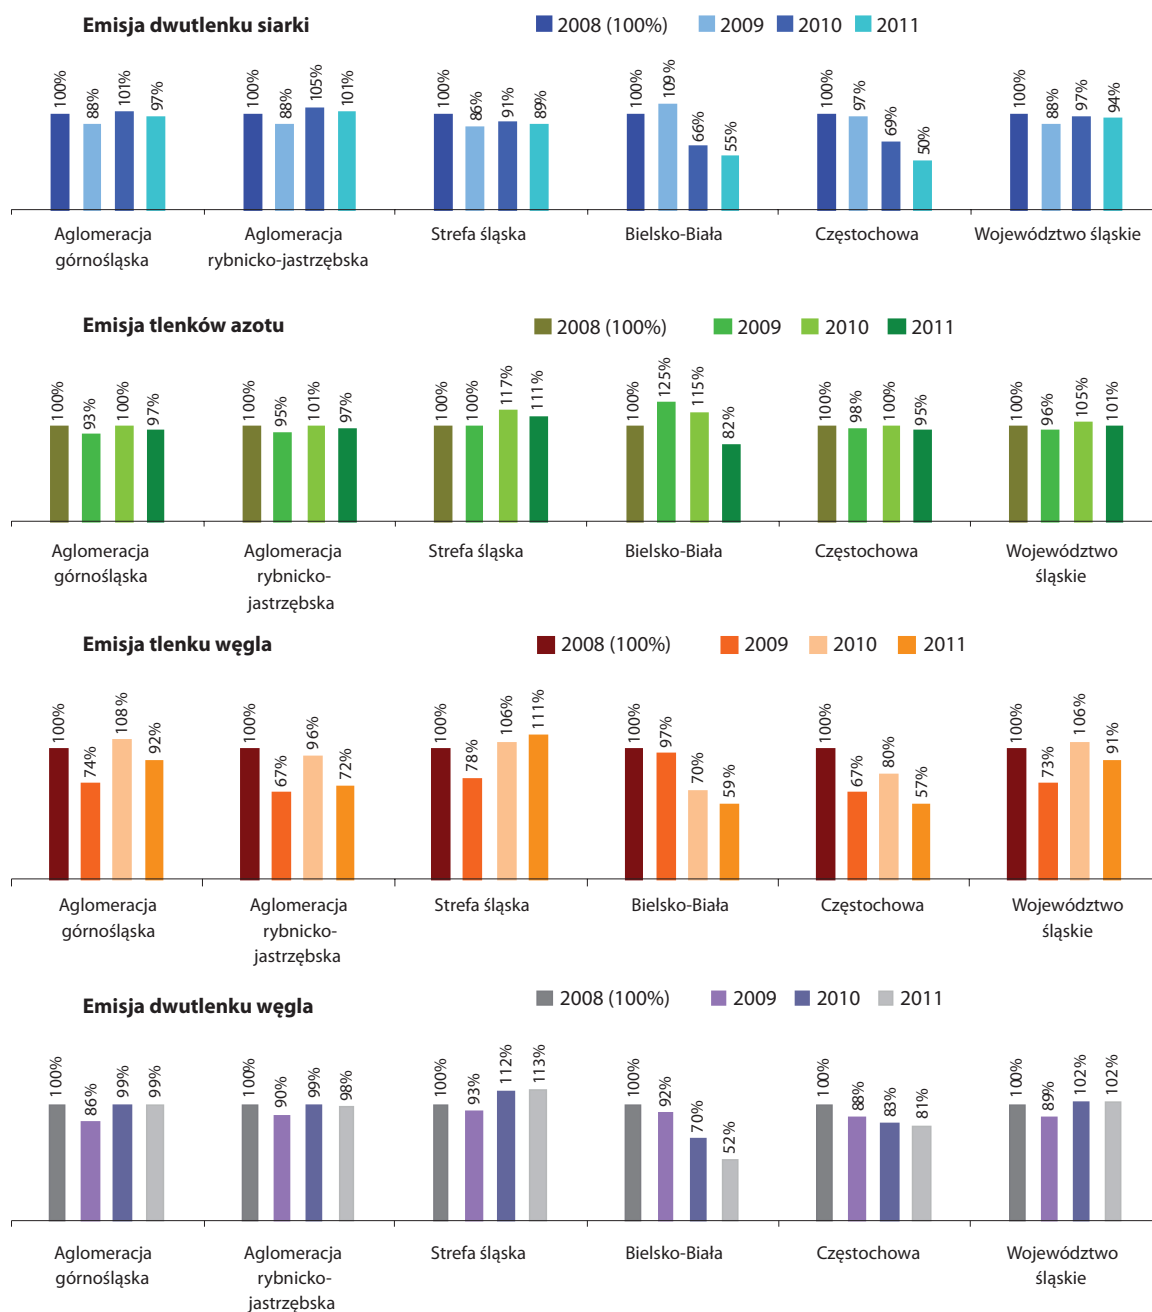 Emisja dwutlenku siarki
2008 (100%) 2009 2010 2011
100% 88% 101% 97% 100% 88% 105% 101% 100% 86% 91% 89% 100% 109% 66% 55% 100% 97% 69% 50% 100% 88% 97% 94%
Aglomeracja górnośląska
Aglomeracja rybnicko-jastrzębska
Strefa śląska
Bielsko-Biała
Częstochowa
Województwo śląskie
Emisja tlenków azotu
2008 (100%) 2009 2010 2011
100% 93% 100% 97% 100% 95% 101% 97% 100% 100% 117% 111% 100% 125% 115% 82% 100% 98% 100% 95% 100% 96% 105% 101%
Aglomeracja
górnośląska
Aglomeracja
rybnicko-
jastrzębska
Strefa śląska
Bielsko-Biała
Częstochowa
Województwo
śląskie
Emisja tlenku węgla
2008 (100%) 2009 2010 2011
100% 74% 108% 92% 100% 67% 96% 72% 100% 78% 106% 111% 100% 97% 70% 59% 100% 67% 80% 57% 100% 73% 106% 91%
Aglomeracja
górnośląska
Aglomeracja
rybnicko-
jastrzębska
Strefa śląska
Bielsko-Biała
Częstochowa
Województwo
śląskie
Emisja dwutlenku węgla
2008 (100%) 2009 2010 2011
100% 86% 99% 99% 100% 90% 99% 98% 100% 93% 112% 113% 100% 92% 70% 52% 100% 88% 83% 81% 100% 89% 102% 102%
Aglomeracja
górnośląska
Aglomeracja
rybnicko-
jastrzębska
Strefa śląska
Bielsko-Biała
Częstochowa
Województwo
śląskie